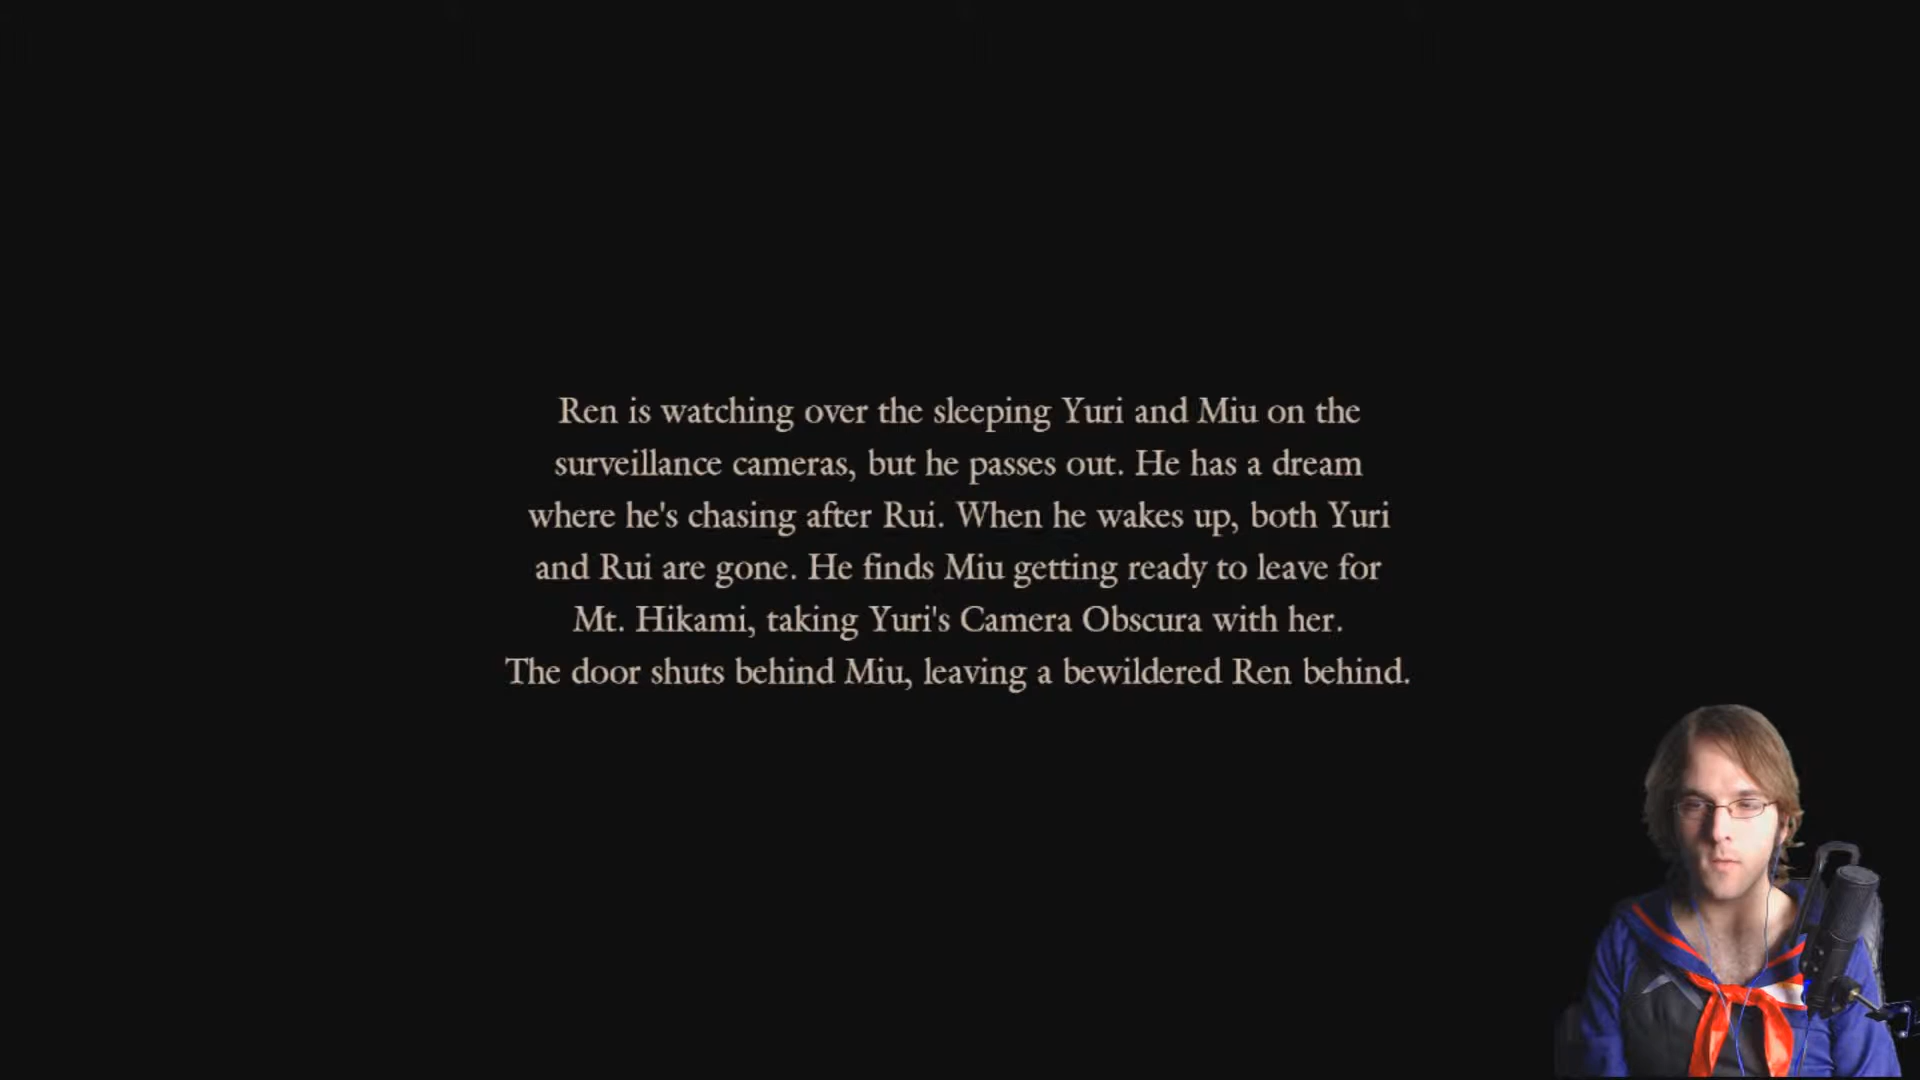 Ren is watching over the sleeping Yuri and Miu on the
surveillance cameras, but he passes out. He has a dream
where he's chasing after Rui. When he wakes up, both Yuri
and Rui are gone. He finds Miu getting ready to leave for
Mt. Hikami, taking Yuri's Camera Obscura with her.
The door shuts behind Miu, leaving a bewildered Ren behind.